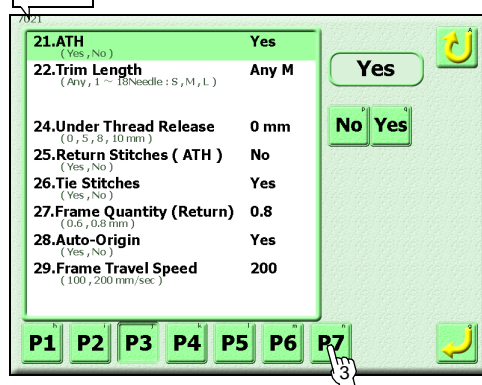 7021
21.ATH Yes
(Yes , No )
22.Trim Length Any M
(Any , 1 ~ 18Needle : S , M , L )
24.Under Thread Release 0 mm
( 0 , 5 , 8 , 10 mm )
25.Return Stitches ( ATH ) No
(Yes , No )
26.Tie Stitches Yes
(Yes , No )
27.Frame Quantity (Return) 0.8
( 0.6 , 0.8 mm )
28.Auto-Origin Yes
(Yes , No )
29.Frame Travel Speed 200
( 100 , 200 mm/sec )
A
Yes
p q
No Yes
h i j k l m n o
P1 P2 P3 P4 P5 P6 P7
3